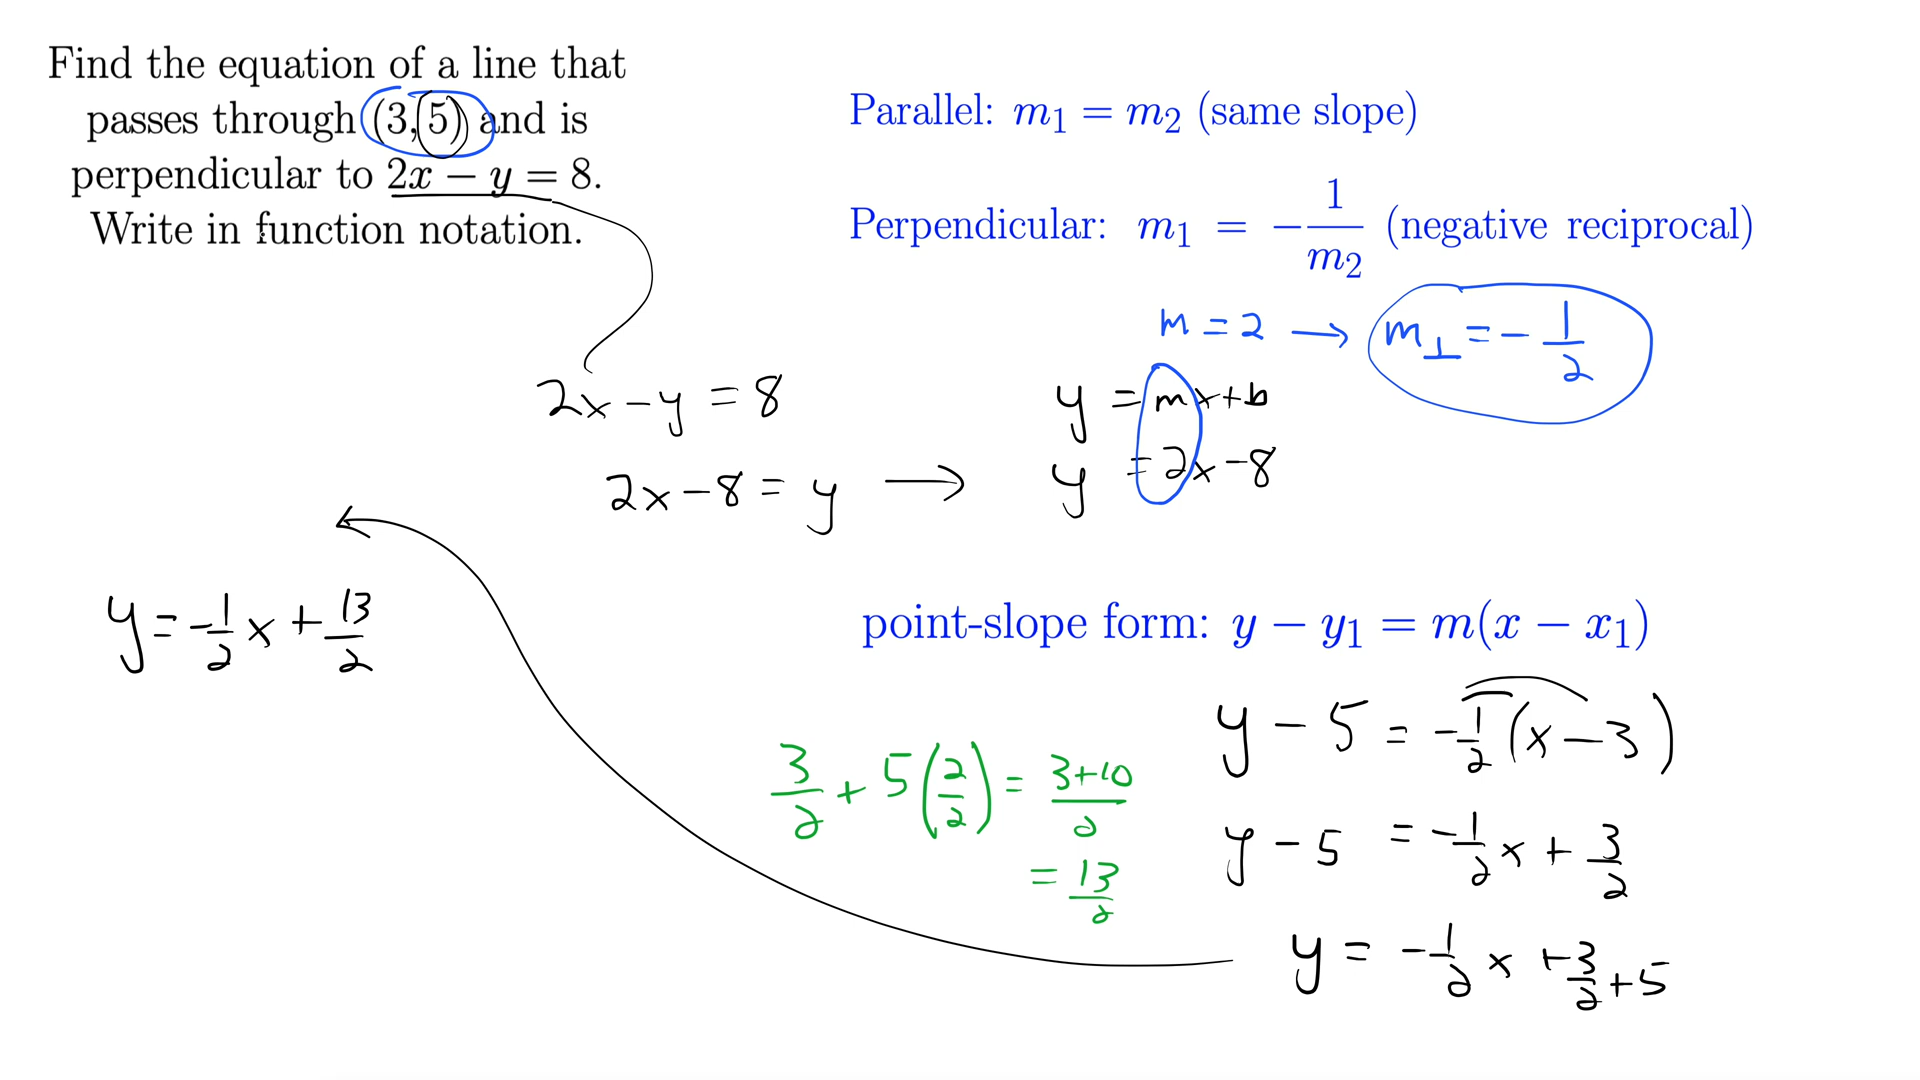 Find the equation of a line that
passes through (3, 5) and is
perpendicular to 2x − y = 8.
Write in function notation.
Parallel: m₁ = m₂ (same slope)
Perpendicular: m₁ = −1/m₂ (negative reciprocal)
m = 2 → m⊥ = −1/2
2x − y = 8
2x − 8 = y →
y = mx + b
y = 2x − 8
y = −1/2 x + 13/2
point-slope form: y − y₁ = m(x − x₁)
y − 5 = −1/2 (x − 3)
y − 5 = −1/2 x + 3/2
y = −1/2 x + 3/2 + 5
3/2 + 5(2/2) = 3+10/2
= 13/2